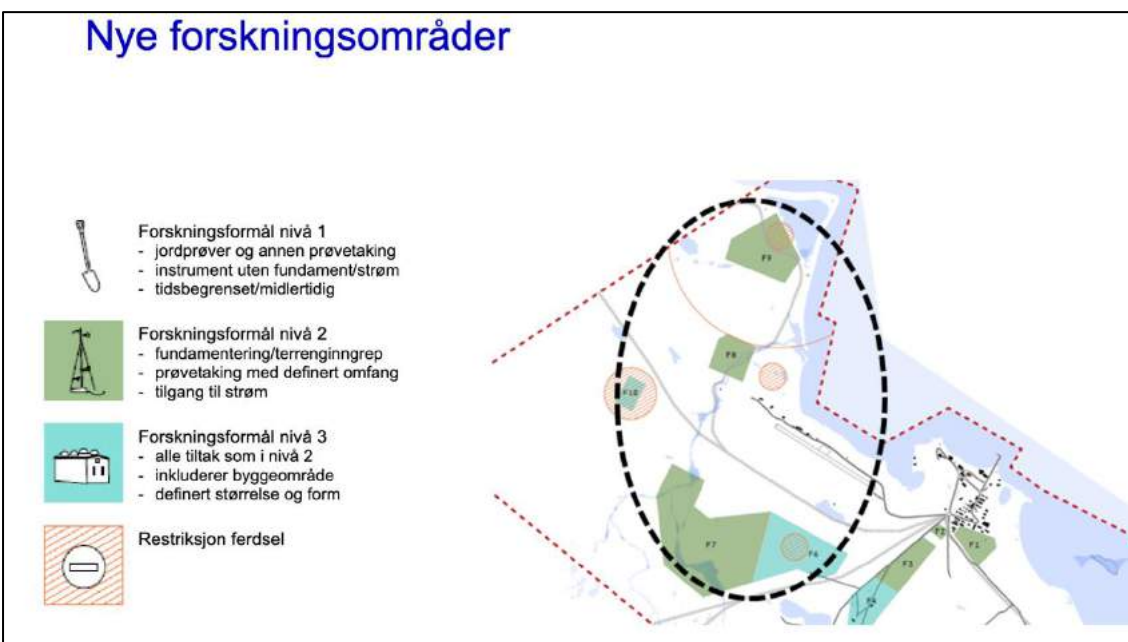 Nye forskningsområder
Forskningsformål nivå 1
- jordprøver og annen prøvetaking
- instrument uten fundament/strøm
- tidsbegrenset/midlertidig
Forskningsformål nivå 2
- fundamentering/terrenginngrep
- prøvetaking med definert omfang
- tilgang til strøm
Forskningsformål nivå 3
- alle tiltak som i nivå 2
- inkluderer byggeområde
- definert størrelse og form
Restriksjon ferdsel
F9
F8
F10
F7
F6
F2
F1
F3
F4